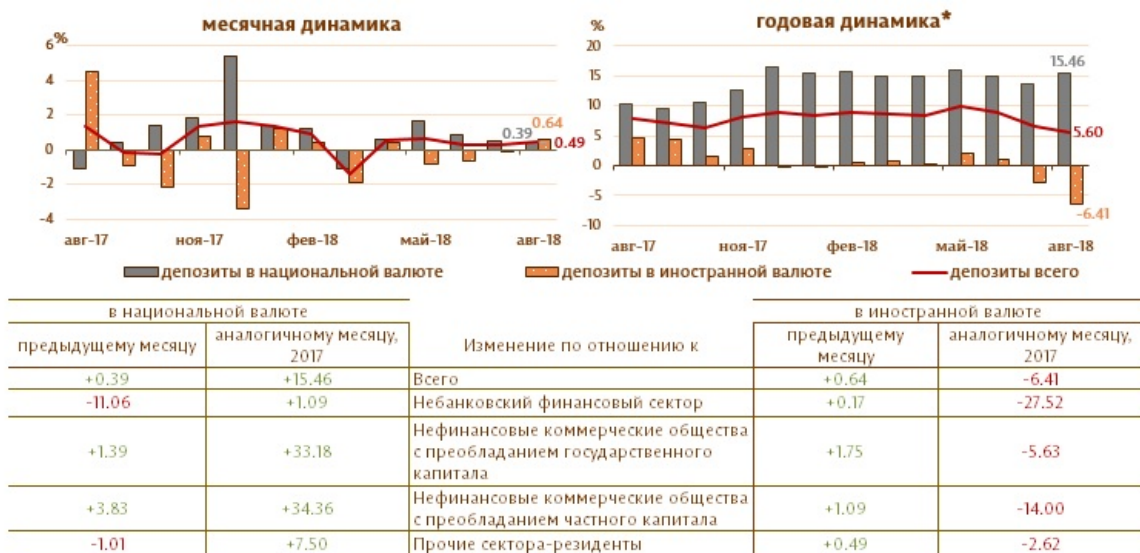 месячная динамика
%
6
4
2
0
-2
-4
0.39
0.64
0.49
авг-17
ноя-17
фев-18
май-18
авг-18
годовая динамика*
%
20
15
10
5
0
-5
-10
15.46
5.60
-6.41
авг-17
ноя-17
фев-18
май-18
авг-18
депозиты в национальной валюте
депозиты в иностранной валюте
депозиты всего
в национальной валюте
Изменение по отношению к
в иностранной валюте
предыдущему месяцу
аналогичному месяцу,
2017
предыдущему
месяцу
аналогичному месяцу,
2017
+0.39 +15.46 Всего +0.64 -6.41
-11.06 +1.09 Небанковский финансовый сектор +0.17 -27.52
Нефинансовые коммерческие общества
+1.39 +33.18 с преобладанием государственного +1.75 -5.63
капитала
+3.83 +34.36 Нефинансовые коммерческие общества +1.09 -14.00
с преобладанием частного капитала
-1.01 +7.50 Прочие сектора-резиденты +0.49 -2.62